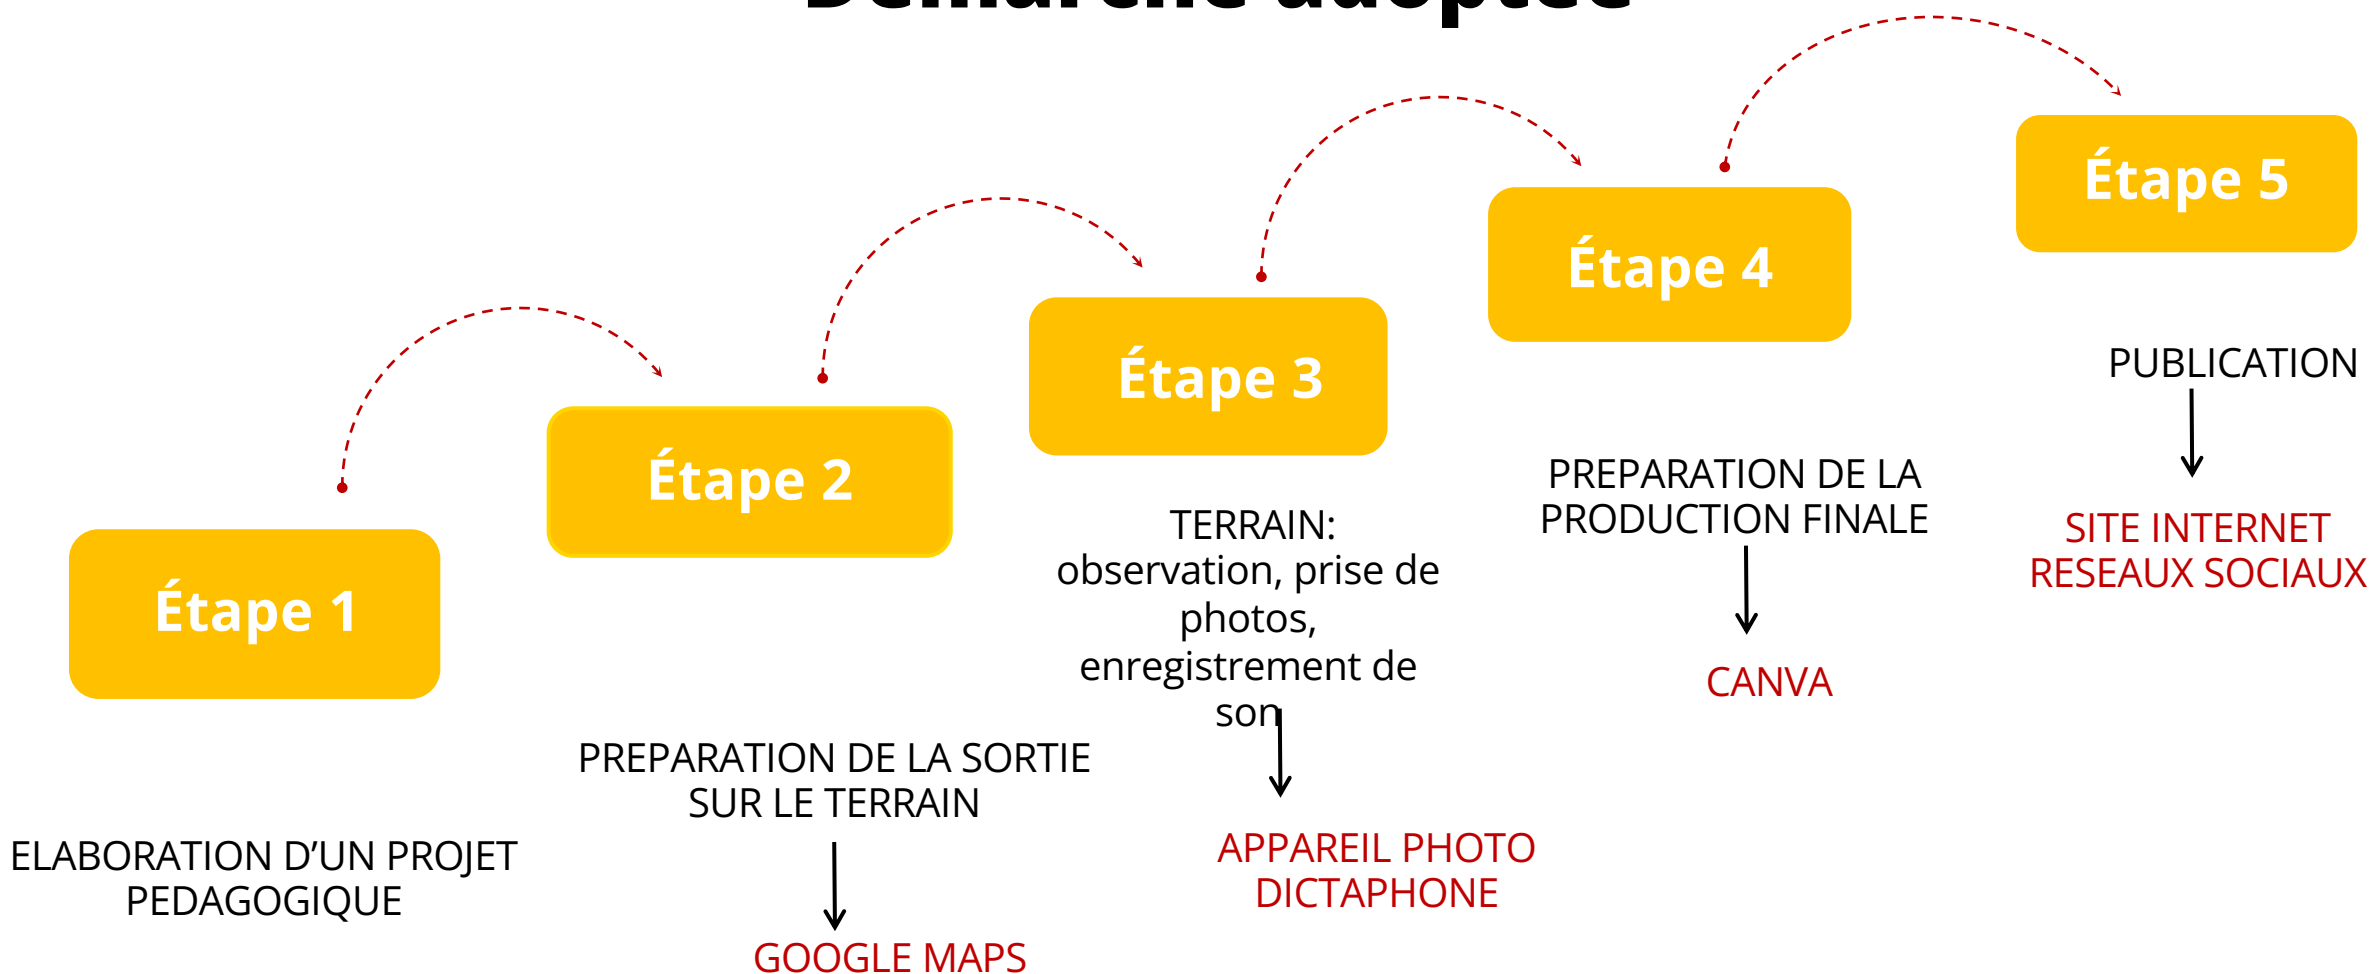 Démarche adoptée
Étape 1
ELABORATION D’UN PROJET
PEDAGOGIQUE
Étape 2
PREPARATION DE LA SORTIE
SUR LE TERRAIN
GOOGLE MAPS
Étape 3
TERRAIN:
observation, prise de
photos,
enregistrement de
son
APPAREIL PHOTO
DICTAPHONE
Étape 4
PREPARATION DE LA
PRODUCTION FINALE
CANVA
Étape 5
PUBLICATION
SITE INTERNET
RESEAUX SOCIAUX